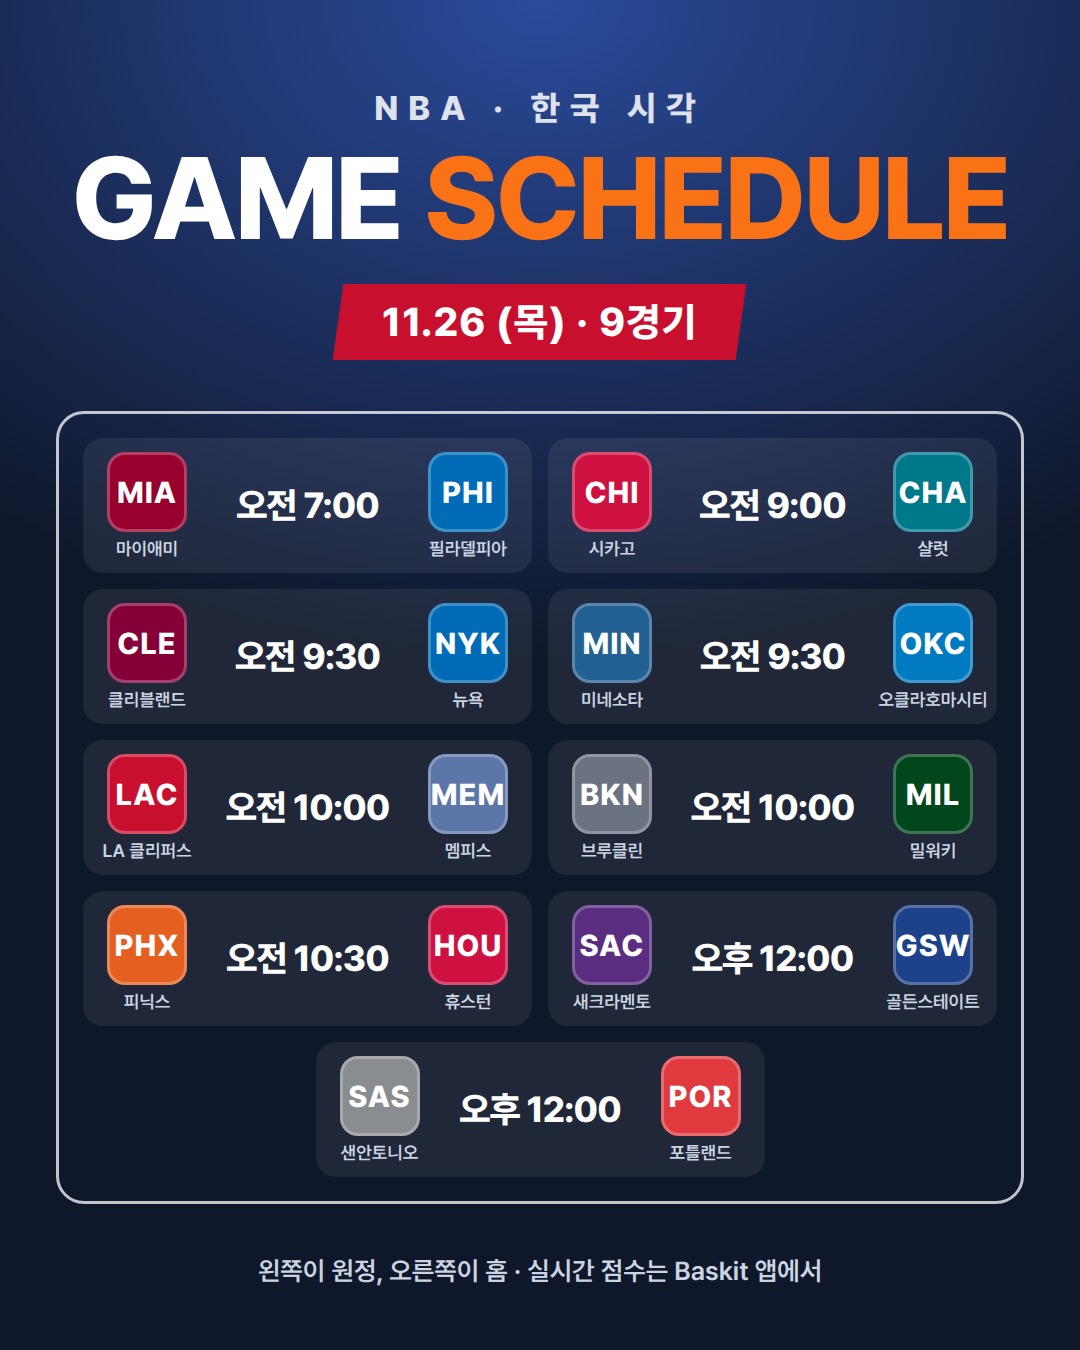 NBA · 한국 시각
GAME SCHEDULE
11.26 (목) · 9경기
MIA 오전 7:00 PHI
마이애미 필라델피아
CHI 오전 9:00 CHA
시카고 샬럿
CLE 오전 9:30 NYK
클리블랜드 뉴욕
MIN 오전 9:30 OKC
미네소타 오클라호마시티
LAC 오전 10:00 MEM
LA 클리퍼스 멤피스
BKN 오전 10:00 MIL
브루클린 밀워키
PHX 오전 10:30 HOU
피닉스 휴스턴
SAC 오후 12:00 GSW
새크라멘토 골든스테이트
SAS 오후 12:00 POR
샌안토니오 포틀랜드
왼쪽이 원정, 오른쪽이 홈 · 실시간 점수는 Baskit 앱에서